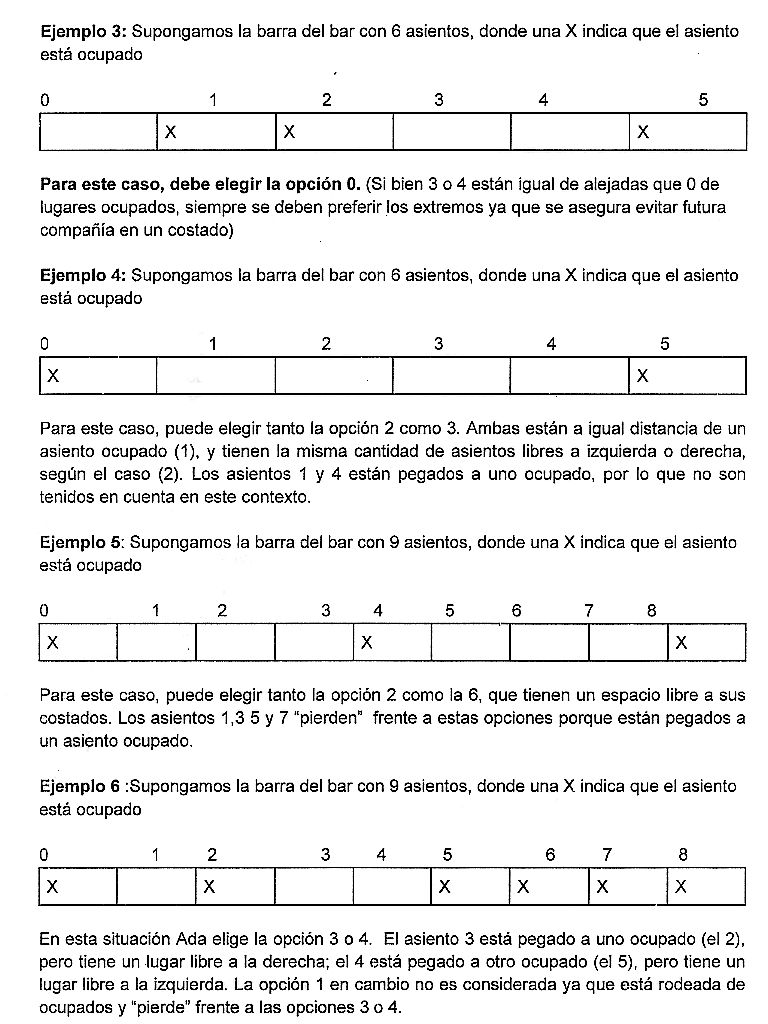 Ejemplo 3: Supongamos la barra del bar con 6 asientos, donde una X indica que el asiento
está ocupado
0 1 2 3 4 5
X X X
Para este caso, debe elegir la opción 0. (Si bien 3 o 4 están igual de alejadas que 0 de
lugares ocupados, siempre se deben preferir los extremos ya que se asegura evitar futura
compañía en un costado)
Ejemplo 4: Supongamos la barra del bar con 6 asientos, donde una X indica que el asiento
está ocupado
0 1 2 3 4 5
X X
Para este caso, puede elegir tanto la opción 2 como 3. Ambas están a igual distancia de un
asiento ocupado (1), y tienen la misma cantidad de asientos libres a izquierda o derecha,
según el caso (2). Los asientos 1 y 4 están pegados a uno ocupado, por lo que no son
tenidos en cuenta en este contexto.
Ejemplo 5: Supongamos la barra del bar con 9 asientos, donde una X indica que el asiento
está ocupado
0 1 2 3 4 5 6 7 8
X X X
Para este caso, puede elegir tanto la opción 2 como la 6, que tienen un espacio libre a sus
costados. Los asientos 1,3 5 y 7 "pierden" frente a estas opciones porque están pegados a
un asiento ocupado.
Ejemplo 6 :Supongamos la barra del bar con 9 asientos, donde una X indica que el asiento
está ocupado
0 1 2 3 4 5 6 7 8
X X X X X X
En esta situación Ada elige la opción 3 o 4. El asiento 3 está pegado a uno ocupado (el 2),
pero tiene un lugar libre a la derecha; el 4 está pegado a otro ocupado (el 5), pero tiene un
lugar libre a la izquierda. La opción 1 en cambio no es considerada ya que está rodeada de
ocupados y "pierde" frente a las opciones 3 o 4.